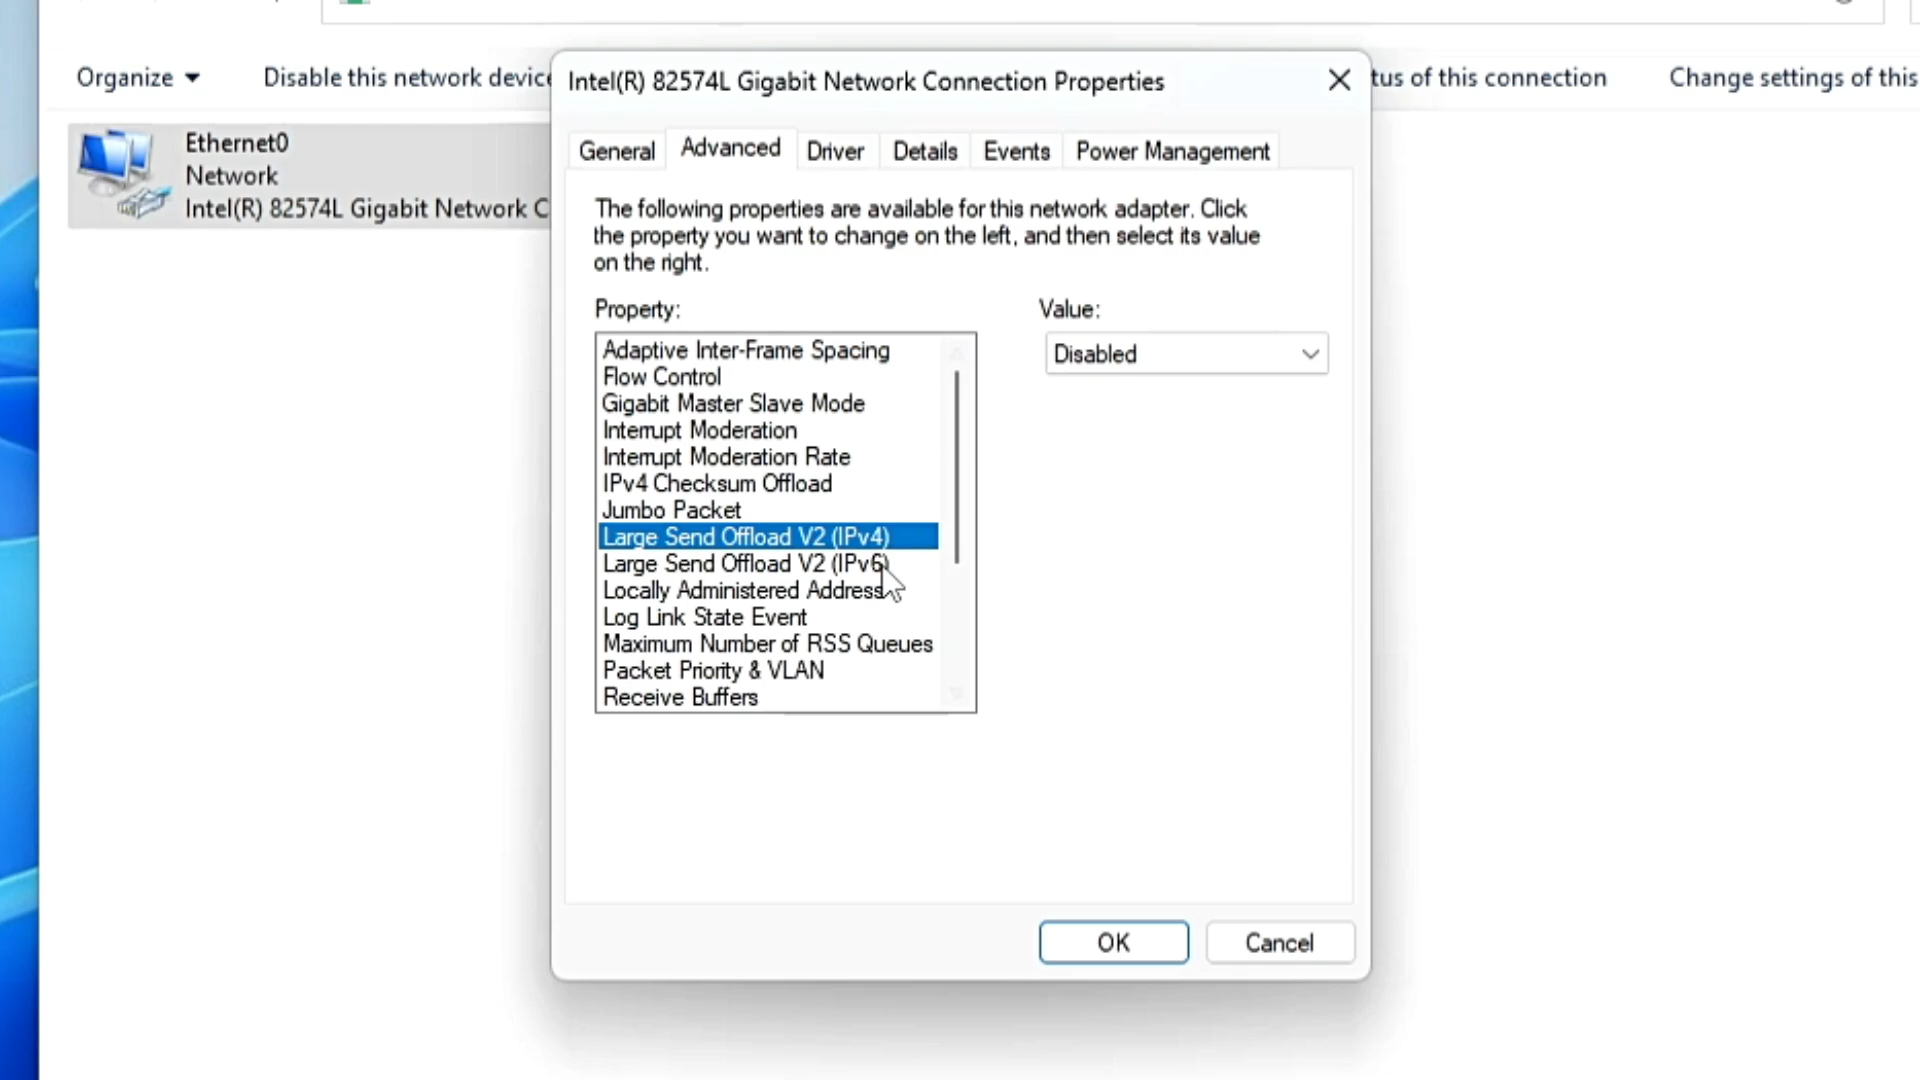 Organize
Disable this network device
tus of this connection
Change settings of this
Ethernet0
Network
Intel(R) 82574L Gigabit Network C
Intel(R) 82574L Gigabit Network Connection Properties
General
Advanced
Driver
Details
Events
Power Management
The following properties are available for this network adapter. Click
the property you want to change on the left, and then select its value
on the right.
Property:
Adaptive Inter-Frame Spacing
Flow Control
Gigabit Master Slave Mode
Interrupt Moderation
Interrupt Moderation Rate
IPv4 Checksum Offload
Jumbo Packet
Large Send Offload V2 (IPv4)
Large Send Offload V2 (IPv6)
Locally Administered Address
Log Link State Event
Maximum Number of RSS Queues
Packet Priority & VLAN
Receive Buffers
Value:
Disabled
OK
Cancel